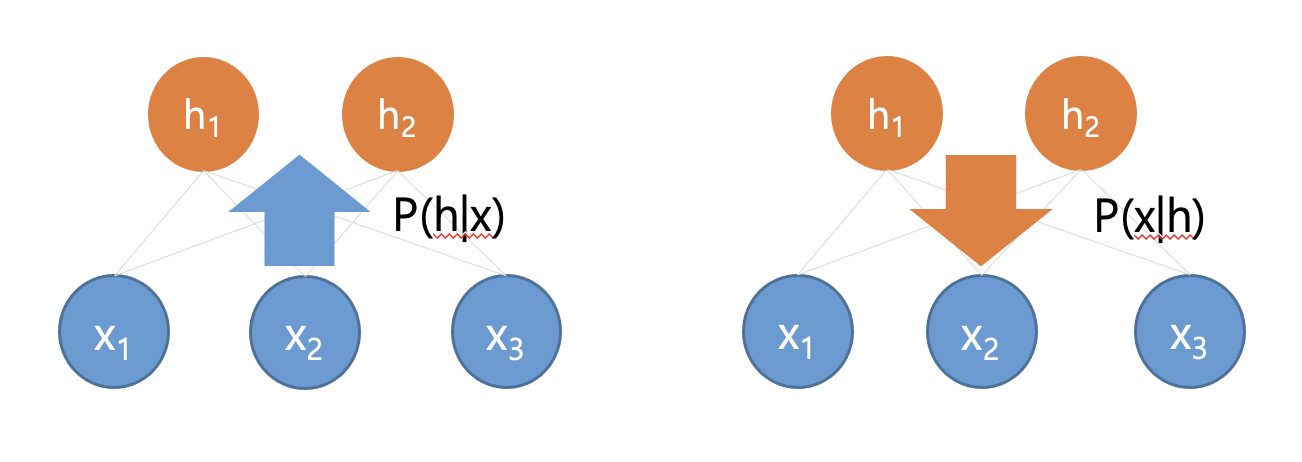 h₁ h₂
P(h|x)
x₁ x₂ x₃
h₁ h₂
P(x|h)
x₁ x₂ x₃